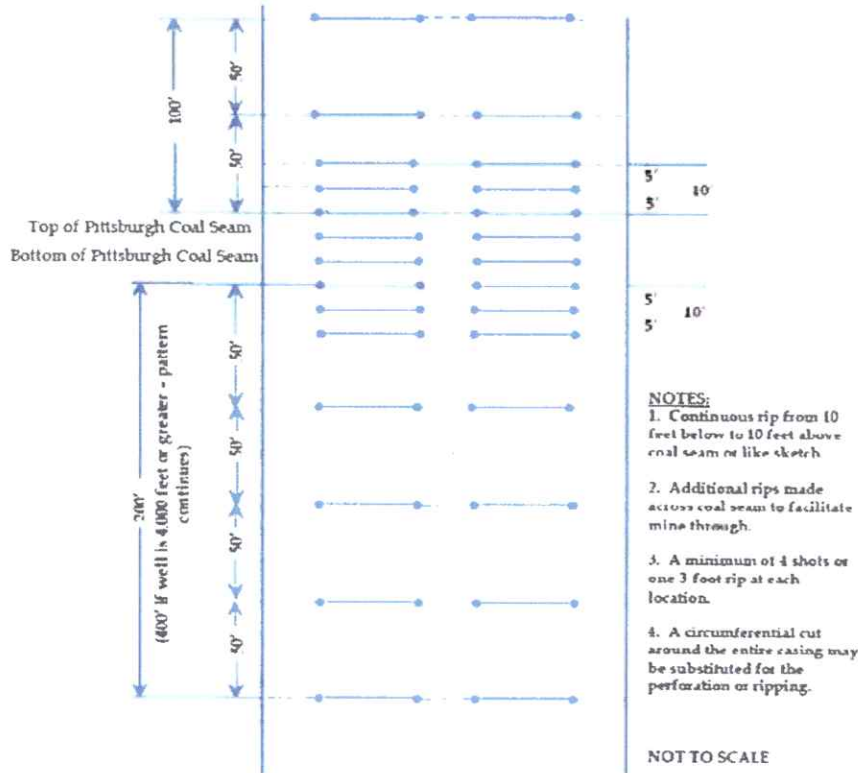 100'
50'
50'
5'
10'
5'
Top of Pittsburgh Coal Seam
Bottom of Pittsburgh Coal Seam
5'
10'
5'
200'
(400' If well is 4,000 feet or greater - pattern
continues)
50'
50'
50'
50'
NOTES:
1. Continuous rip from 10
feet below to 10 feet above
coal seam or like sketch
2. Additional rips made
across coal seam to facilitate
mine through.
3. A minimum of 4 shots or
one 3 foot rip at each
location.
4. A circumferential cut
around the entire casing may
be substituted for the
perforation or ripping.
NOT TO SCALE